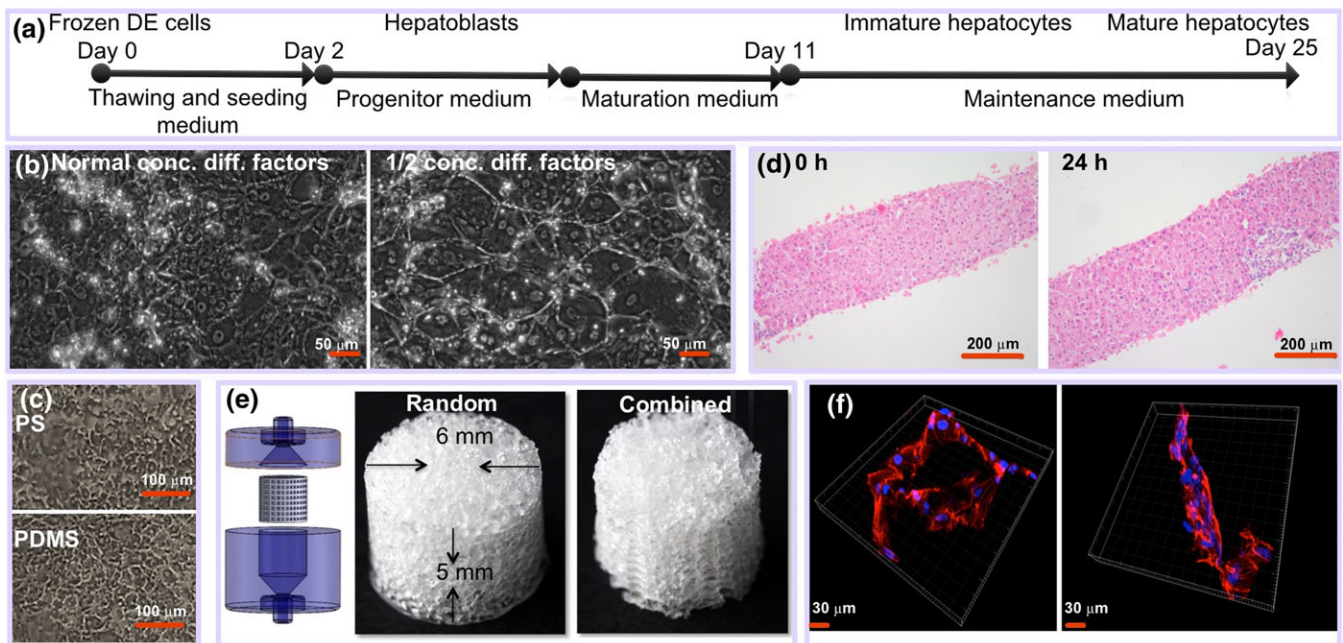 (a)
Frozen DE cells Hepatoblasts Immature hepatocytes Mature hepatocytes
Day 0 Day 2 Day 11 Day 25
Thawing and seeding medium
Progenitor medium
Maturation medium
Maintenance medium
(b)
Normal conc. diff. factors
50 μm
1/2 conc. diff. factors
50 μm
(d)
0 h
200 μm
24 h
200 μm
(c)
PS
100 μm
PDMS
100 μm
(e)
Random
6 mm
5 mm
Combined
(f)
30 μm
30 μm